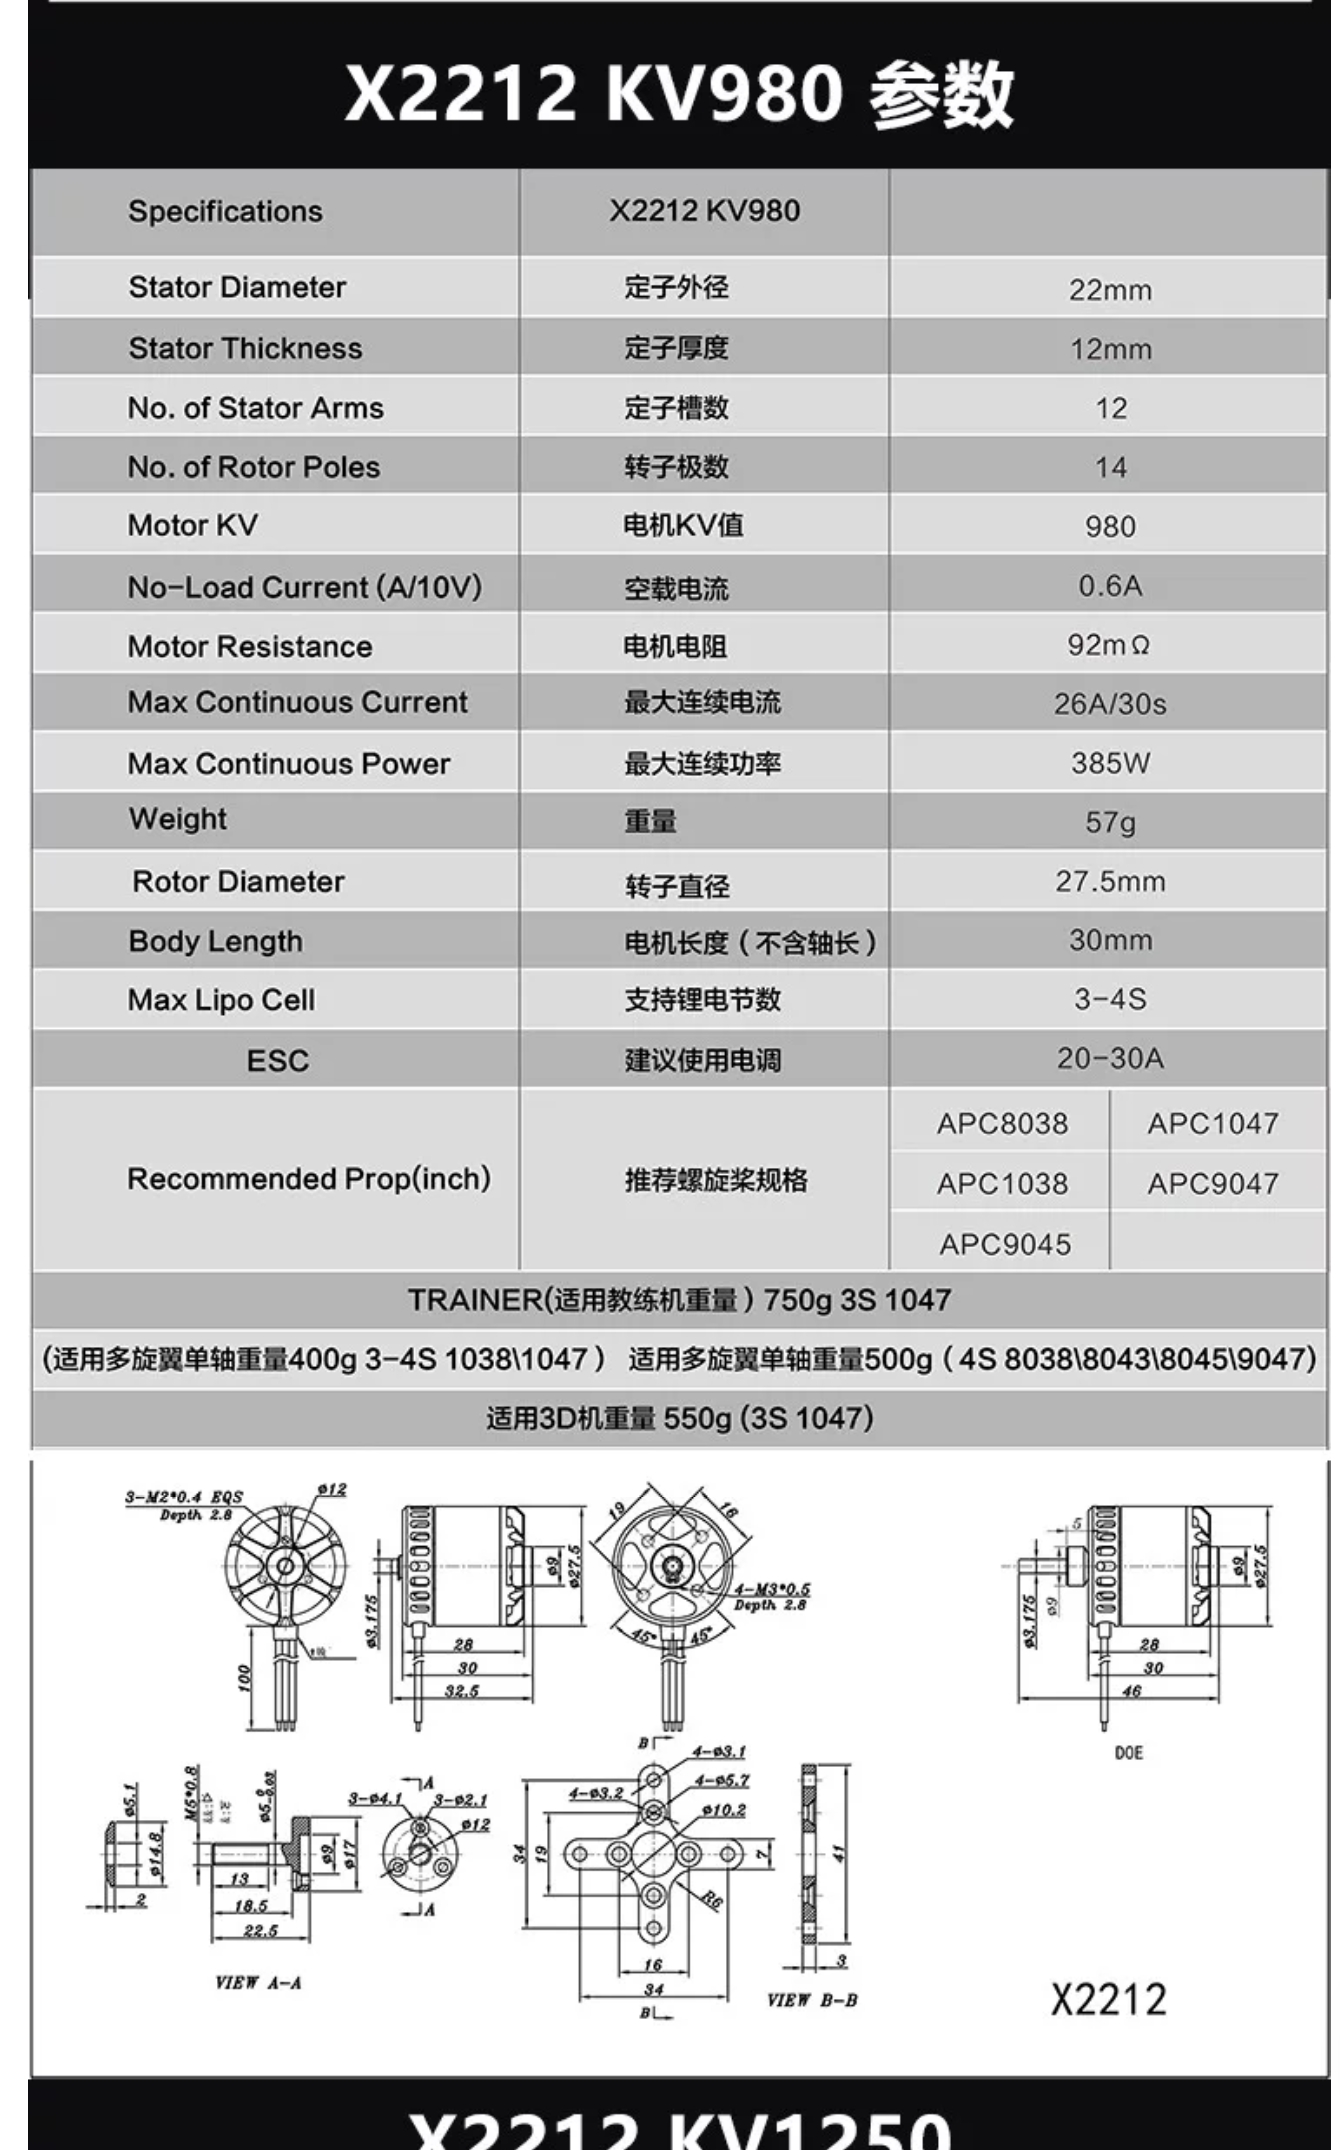 X2212 KV980 参数
Specifications X2212 KV980
Stator Diameter 定子外径 22mm
Stator Thickness 定子厚度 12mm
No. of Stator Arms 定子槽数 12
No. of Rotor Poles 转子极数 14
Motor KV 电机KV值 980
No-Load Current (A/10V) 空载电流 0.6A
Motor Resistance 电机电阻 92mΩ
Max Continuous Current 最大连续电流 26A/30s
Max Continuous Power 最大连续功率 385W
Weight 重量 57g
Rotor Diameter 转子直径 27.5mm
Body Length 电机长度（不含轴长） 30mm
Max Lipo Cell 支持锂电节数 3-4S
ESC 建议使用电调 20-30A
Recommended Prop(inch) 推荐螺旋桨规格
APC8038 APC1047
APC1038 APC9047
APC9045
TRAINER(适用教练机重量）750g 3S 1047
(适用多旋翼单轴重量400g 3-4S 1038\1047） 适用多旋翼单轴重量500g（4S 8038\8043\8045\9047)
适用3D机重量 550g (3S 1047)
3-M2*0.4 EQS
Depth 2.8
ø12
100
ø3.175
ø9
ø27.5
28
30
32.5
19
16
4-M3*0.5
Depth 2.8
45°
45°
5
ø3.175
ø9
ø9
ø27.5
28
30
46
DOE
ø5.1
ø14.8
2
M5*0.8
ø5-0.03
0
ø9
ø17
13
18.5
22.5
VIEW A-A
A
3-ø4.1
3-ø2.1
ø12
A
B
4-ø3.1
4-ø5.7
4-ø3.2
ø10.2
34
19
7
R6
16
34
B
41
3
VIEW B-B
X2212
X2212 KV1250